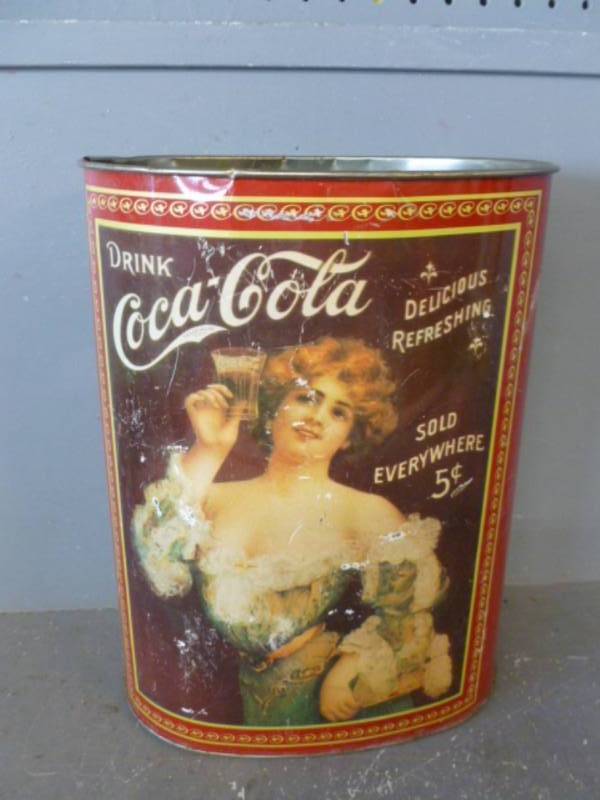 DRINK
Coca-Cola
DELICIOUS
REFRESHING
SOLD
EVERYWHERE
5¢